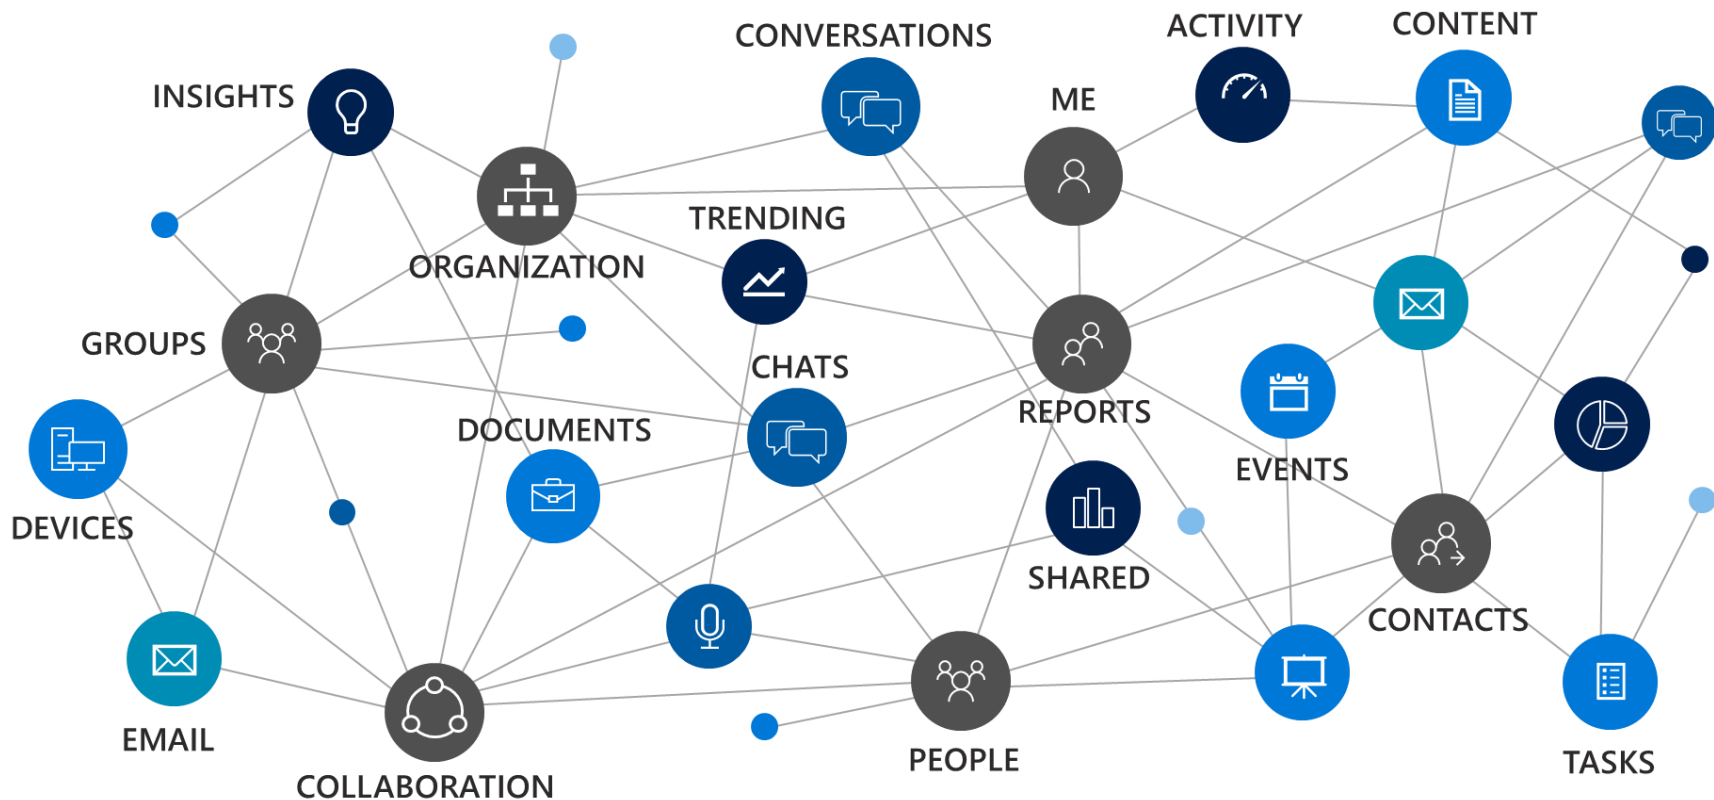 CONVERSATIONS
ACTIVITY
CONTENT
INSIGHTS
ME
TRENDING
ORGANIZATION
GROUPS
CHATS
REPORTS
DOCUMENTS
EVENTS
DEVICES
SHARED
CONTACTS
EMAIL
PEOPLE
TASKS
COLLABORATION